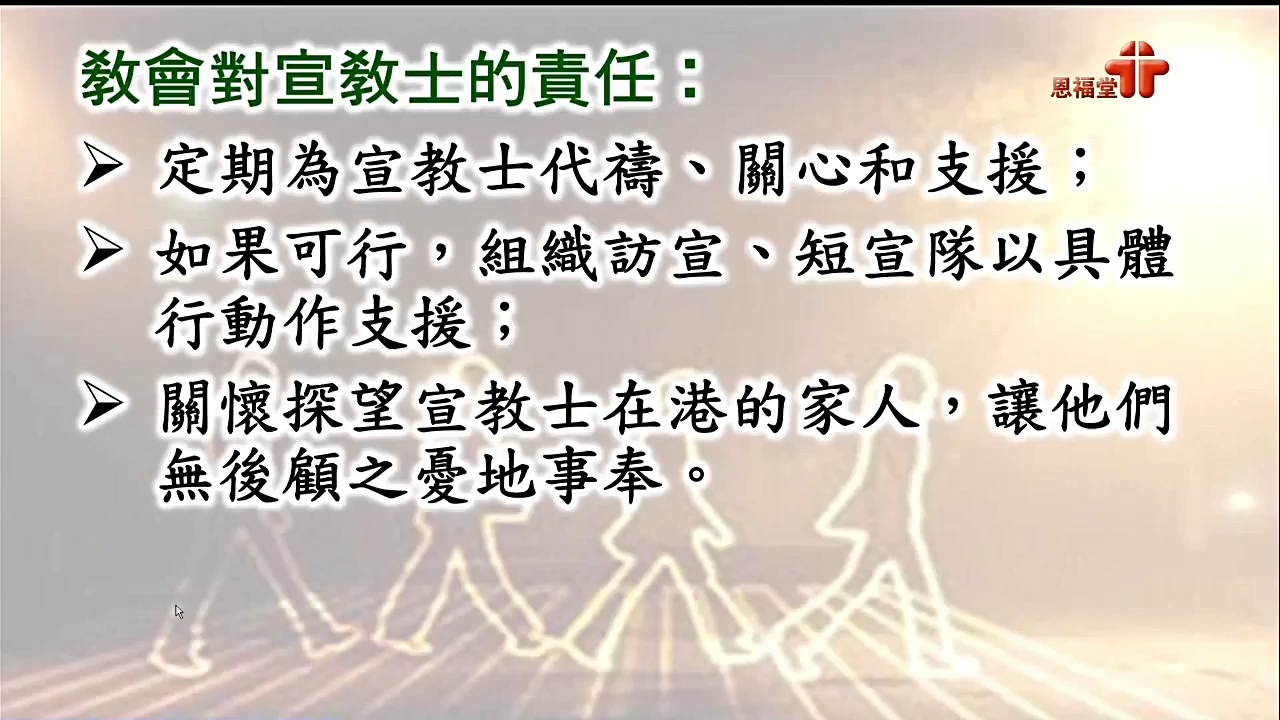 教會對宣教士的責任：
恩福堂
➢ 定期為宣教士代禱、關心和支援；
➢ 如果可行，組織訪宣、短宣隊以具體
行動作支援；
➢ 關懷探望宣教士在港的家人，讓他們
無後顧之憂地事奉。